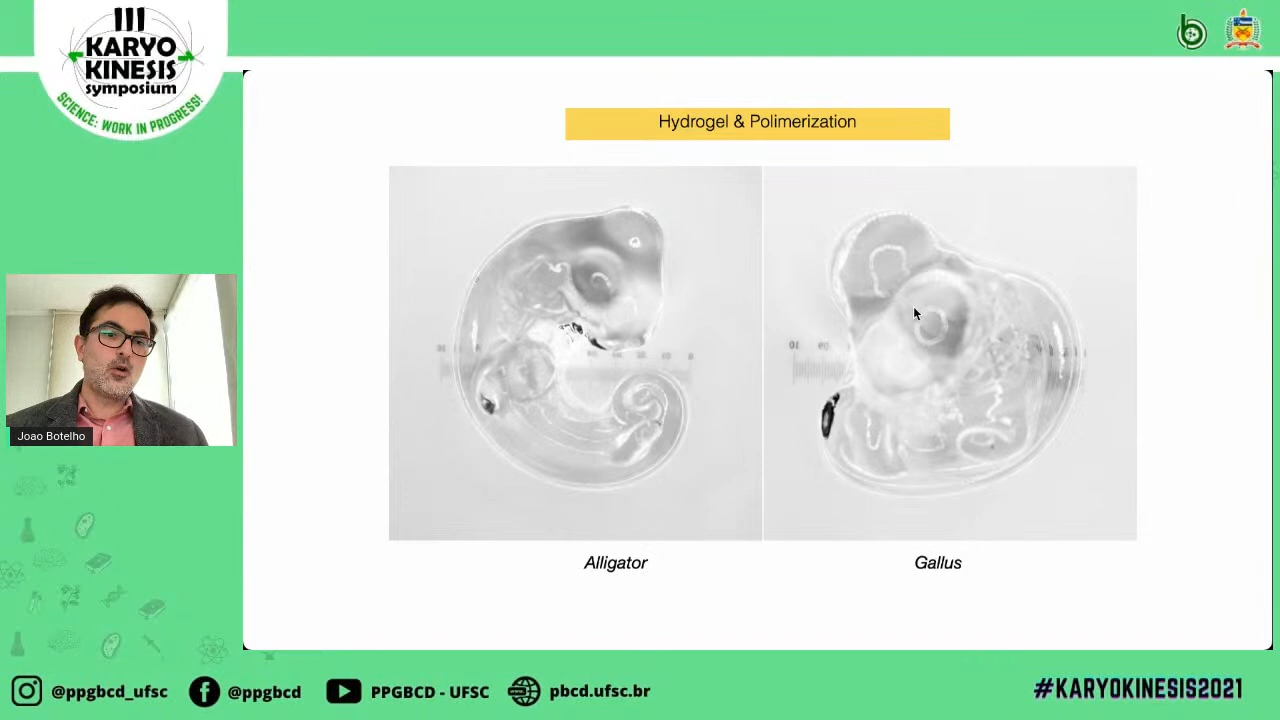 III
KARYO
KINESIS
symposium
SCIENCE: WORK IN PROGRESS!
Hydrogel & Polimerization
Joao Botelho
Alligator
Gallus
@ppgbcd_ufsc
@ppgbcd
PPGBCD - UFSC
pbcd.ufsc.br
#KARYOKINESIS2021